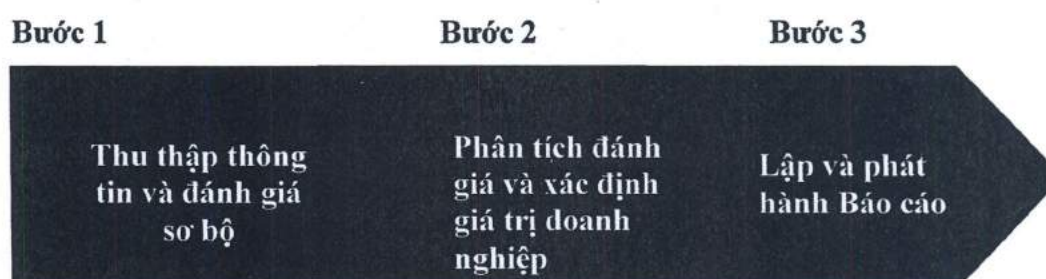 Bước 1
Bước 2
Bước 3
Thu thập thông
tin và đánh giá
sơ bộ
Phân tích đánh
giá và xác định
giá trị doanh
nghiệp
Lập và phát
hành Báo cáo